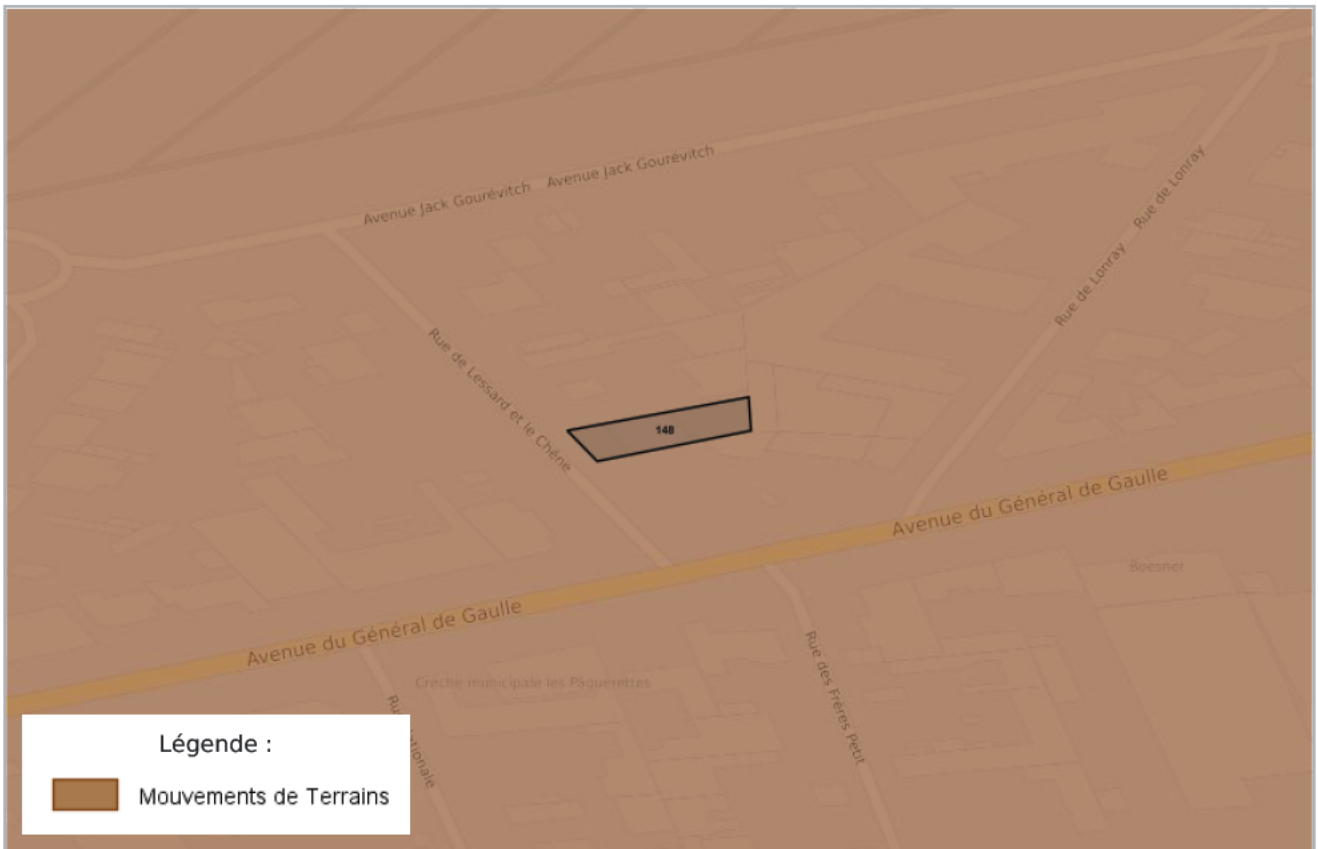 Avenue Jack Gourévitch
Avenue Jack Gourévitch
Rue de Lonray
Rue de Lonray
Rue de Lessard et le Chêne
148
Avenue du Général de Gaulle
Boesner
Avenue du Général de Gaulle
Crèche municipale les Pâquerettes
Rue des Frères Petit
Légende :
Mouvements de Terrains